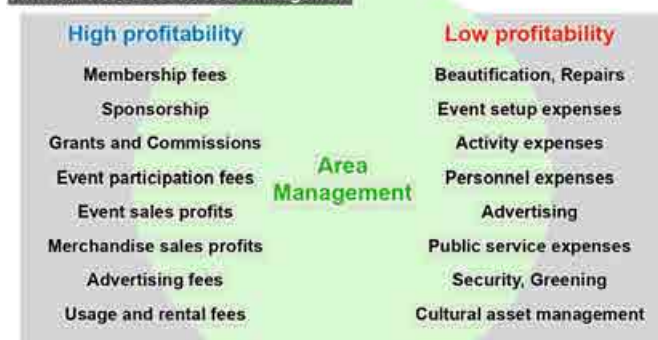 High profitability
Membership fees
Sponsorship
Grants and Commissions
Event participation fees
Event sales profits
Merchandise sales profits
Advertising fees
Usage and rental fees
Area
Management
Low profitability
Beautification, Repairs
Event setup expenses
Activity expenses
Personnel expenses
Advertising
Public service expenses
Security, Greening
Cultural asset management